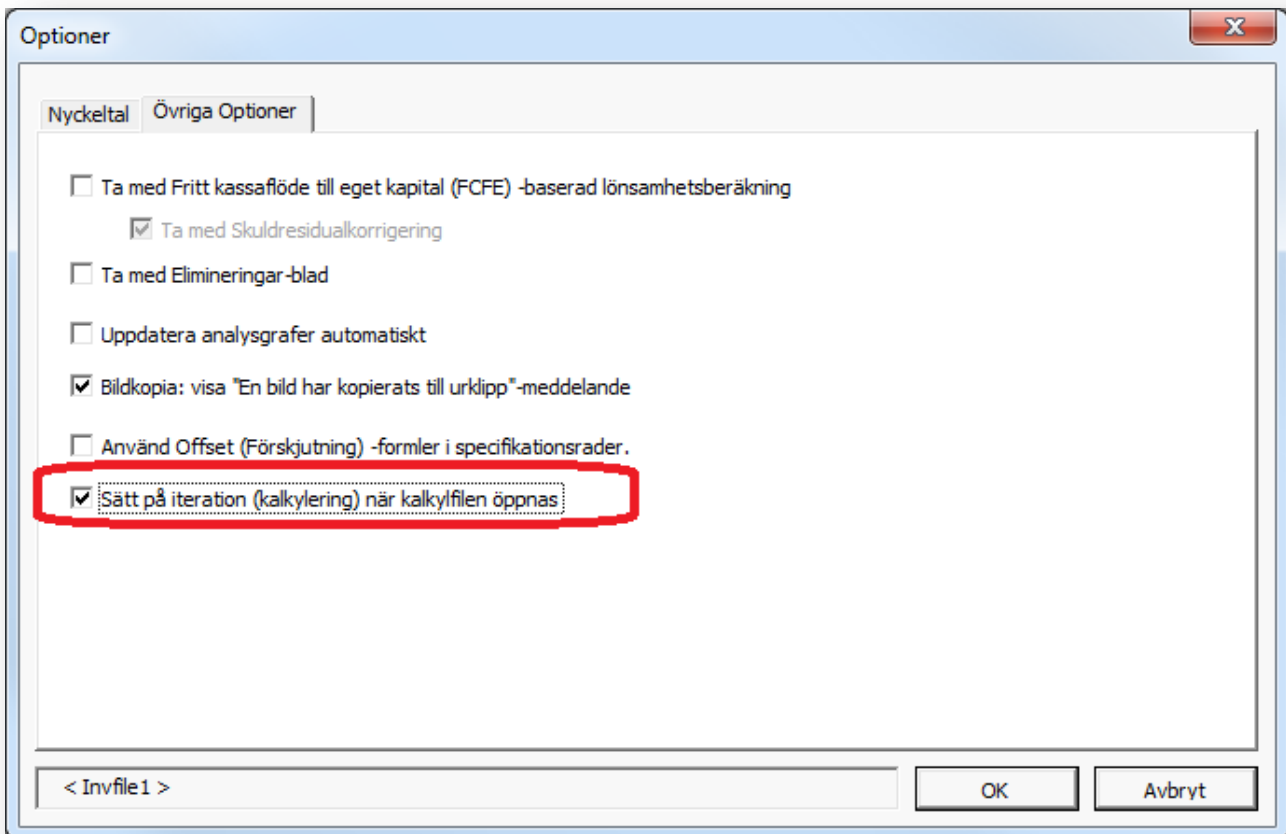 Optioner
Nyckeltal
Övriga Optioner
Ta med Fritt kassaflöde till eget kapital (FCFE) -baserad lönsamhetsberäkning
Ta med Skuldresidualkorrigering
Ta med Elimineringar-blad
Uppdatera analysgrafer automatiskt
Bildkopia: visa "En bild har kopierats till urklipp"-meddelande
Använd Offset (Förskjutning) -formler i specifikationsrader.
Sätt på iteration (kalkylering) när kalkylfilen öppnas
< Invfile1 >
OK
Avbryt